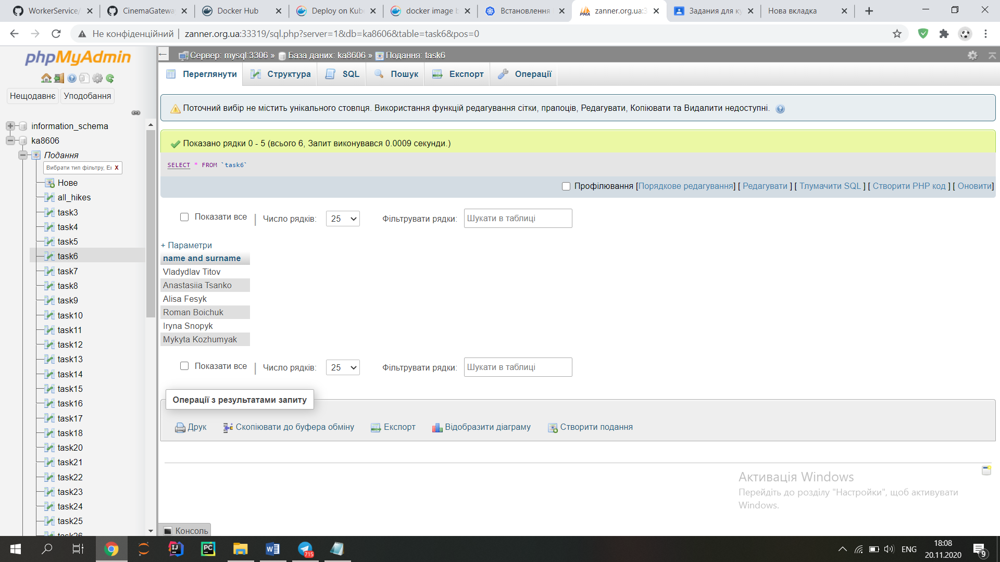 WorkerService/
CinemaGateway
Docker Hub
Deploy on Kub
docker image b
Встановлення
zanner.org.ua:3
Задания для ку
Нова вкладка
Не конфіденційний
zanner.org.ua:33319/sql.php?server=1&db=ka8606&table=task6&pos=0
phpMyAdmin
Нещодавнє
Уподобання
information_schema
ka8606
Подання
Вибрати тип фільтру, Er X
Нове
all_hikes
task3
task4
task5
task6
task7
task8
task9
task10
task11
task12
task13
task14
task15
task16
task17
task18
task20
task21
task22
task23
task24
task25
task26
Сервер: mysql:3306 » База даних: ka8606 » Подання: task6
Переглянути
Структура
SQL
Пошук
Експорт
Операції
Поточний вибір не містить унікального стовпця. Використання функцій редагування сітки, прапоців, Редагувати, Копіювати та Видалити недоступні.
Показано рядки 0 - 5 (всього 6, Запит виконувався 0.0009 секунди.)
SELECT * FROM `task6`
Профілювання [Порядкове редагування] [ Редагувати ] [ Тлумачити SQL ] [ Створити PHP код ] [ Оновити]
Показати все
Число рядків:
25
Фільтрувати рядки:
Шукати в таблиці
+ Параметри
name and surname
Vladydlav Titov
Anastasiia Tsanko
Alisa Fesyk
Roman Boichuk
Iryna Snopyk
Mykyta Kozhumyak
Показати все
Число рядків:
25
Фільтрувати рядки:
Шукати в таблиці
Операції з результатами запиту
Друк
Скопіювати до буфера обміну
Експорт
Відобразити діаграму
Створити подання
Активація Windows
Перейдіть до розділу "Настройки", щоб активувати
Windows.
Консоль
715
ENG
18:08
20.11.2020
9